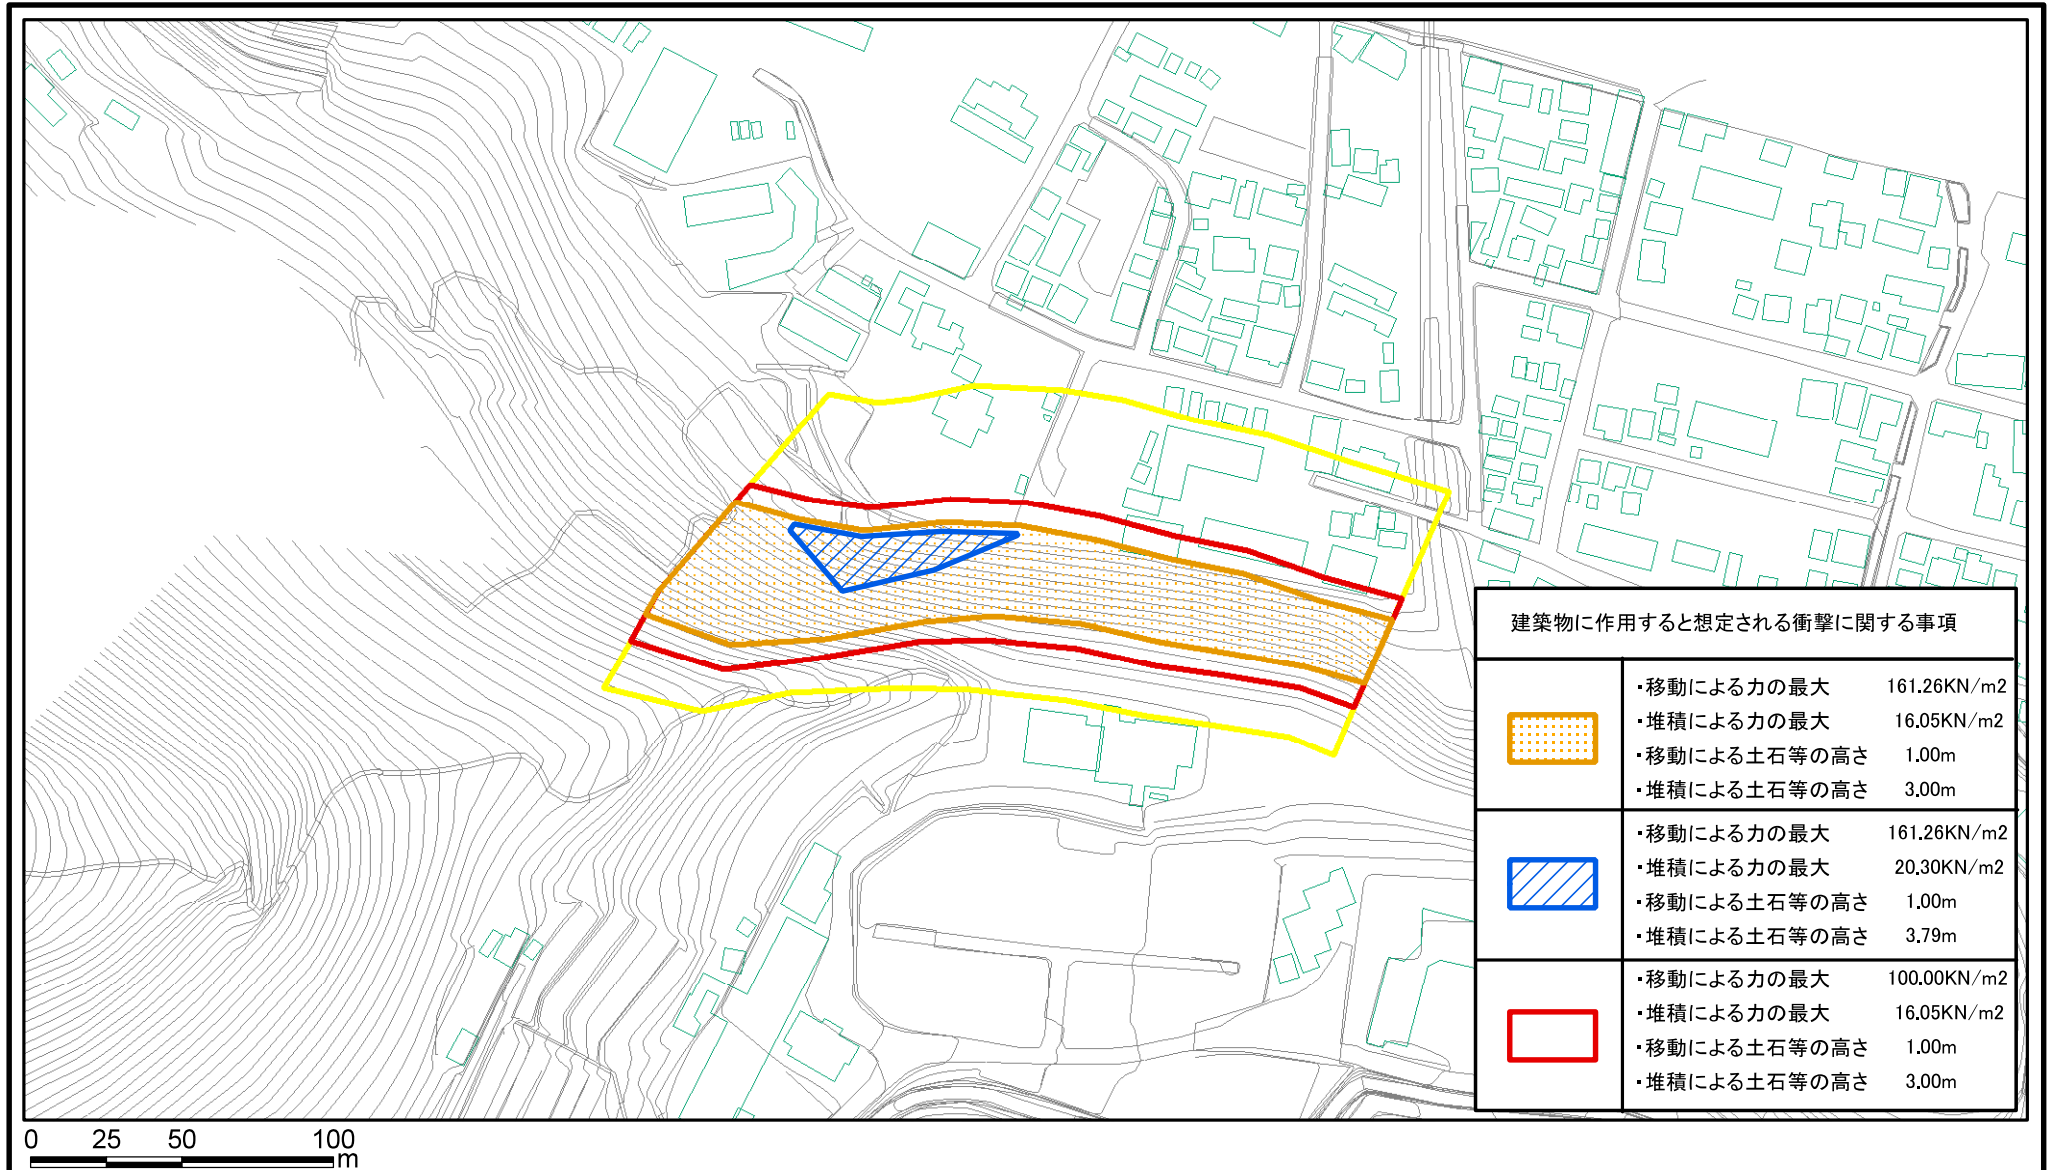 建築物に作用すると想定される衝撃に関する事項
・移動による力の最大 161.26KN/m2
・堆積による力の最大 16.05KN/m2
・移動による土石等の高さ 1.00m
・堆積による土石等の高さ 3.00m
・移動による力の最大 161.26KN/m2
・堆積による力の最大 20.30KN/m2
・移動による土石等の高さ 1.00m
・堆積による土石等の高さ 3.79m
・移動による力の最大 100.00KN/m2
・堆積による力の最大 16.05KN/m2
・移動による土石等の高さ 1.00m
・堆積による土石等の高さ 3.00m
0 25 50 100
m